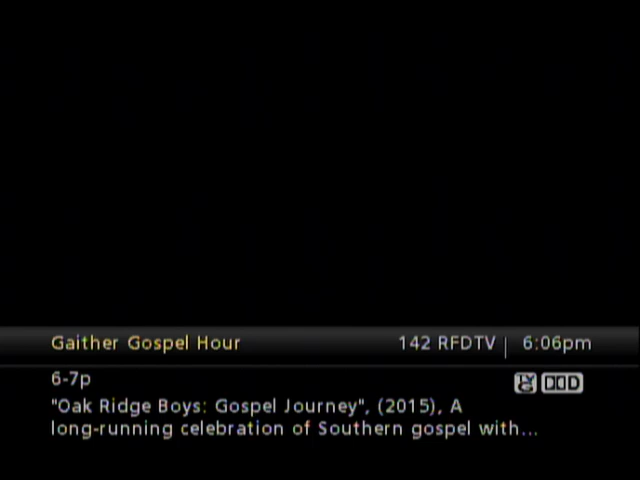 Gaither Gospel Hour 142 RFDTV | 6:06pm
6-7p
"Oak Ridge Boys: Gospel Journey", (2015), A
long-running celebration of Southern gospel with...